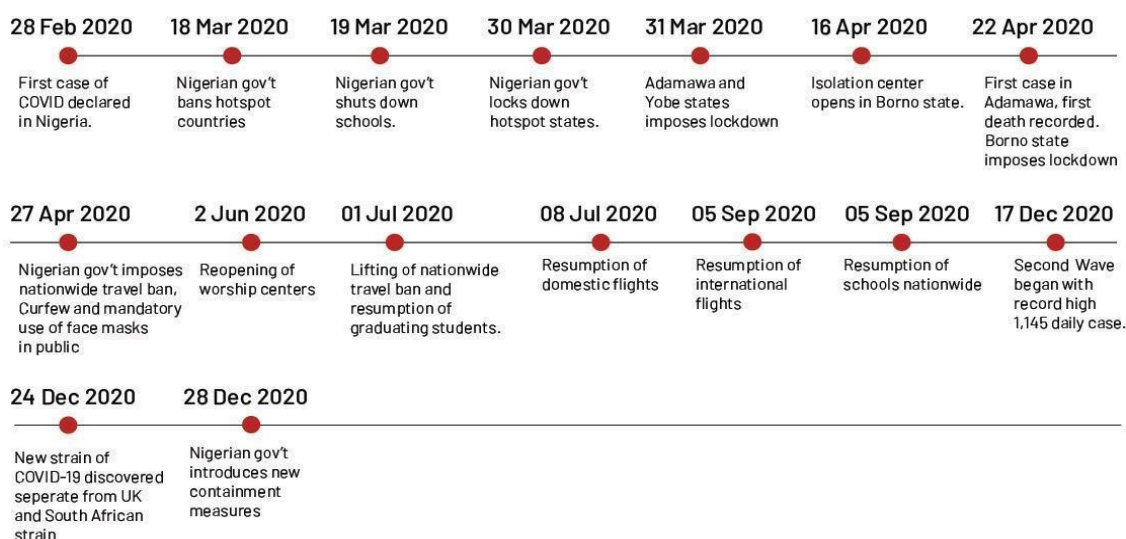 28 Feb 2020
First case of
COVID declared
in Nigeria.
18 Mar 2020
Nigerian gov't
bans hotspot
countries
19 Mar 2020
Nigerian gov't
shuts down
schools.
30 Mar 2020
Nigerian gov't
locks down
hotspot states.
31 Mar 2020
Adamawa and
Yobe states
imposes lockdown
16 Apr 2020
Isolation center
opens in Borno state.
22 Apr 2020
First case in
Adamawa, first
death recorded.
Borno state
imposes lockdown
27 Apr 2020
Nigerian gov't imposes
nationwide travel ban,
Curfew and mandatory
use of face masks
in public
2 Jun 2020
Reopening of
worship centers
01 Jul 2020
Lifting of nationwide
travel ban and
resumption of
graduating students.
08 Jul 2020
Resumption of
domestic flights
05 Sep 2020
Resumption of
international
flights
05 Sep 2020
Resumption of
schools nationwide
17 Dec 2020
Second Wave
began with
record high
1,145 daily case.
24 Dec 2020
New strain of
COVID-19 discovered
seperate from UK
and South African
strain
28 Dec 2020
Nigerian gov't
introduces new
containment
measures